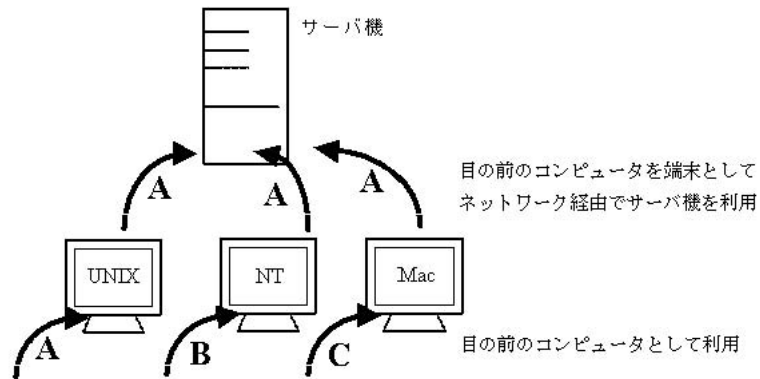 サーバ機
A
A
A
目の前のコンピュータを端末として
ネットワーク経由でサーバ機を利用
UNIX
NT
Mac
A
B
C
目の前のコンピュータとして利用